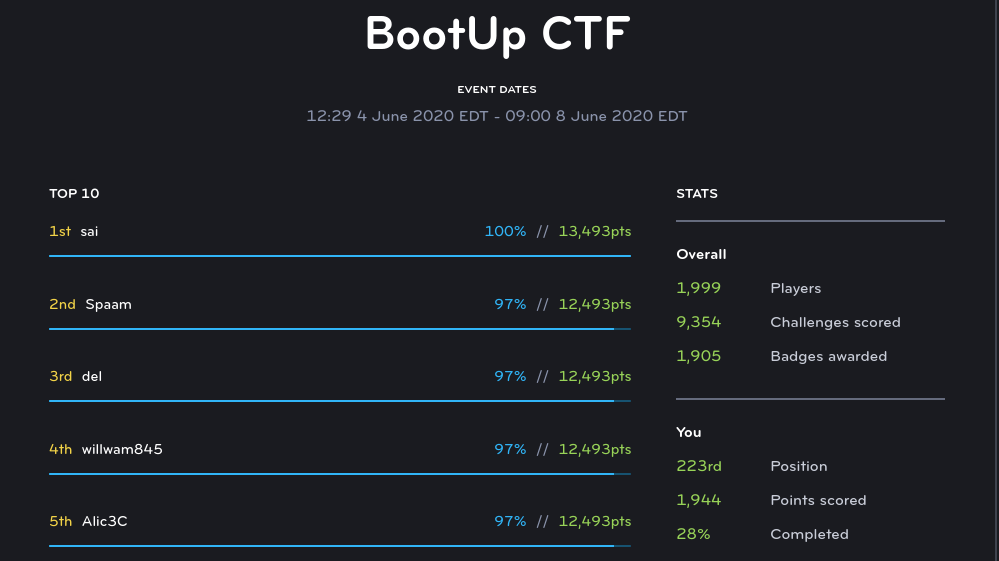 BootUp CTF
EVENT DATES
12:29 4 June 2020 EDT - 09:00 8 June 2020 EDT
TOP 10
1st sai 100% // 13,493pts
2nd Spaam 97% // 12,493pts
3rd del 97% // 12,493pts
4th willwam845 97% // 12,493pts
5th Alic3C 97% // 12,493pts
STATS
Overall
1,999 Players
9,354 Challenges scored
1,905 Badges awarded
You
223rd Position
1,944 Points scored
28% Completed